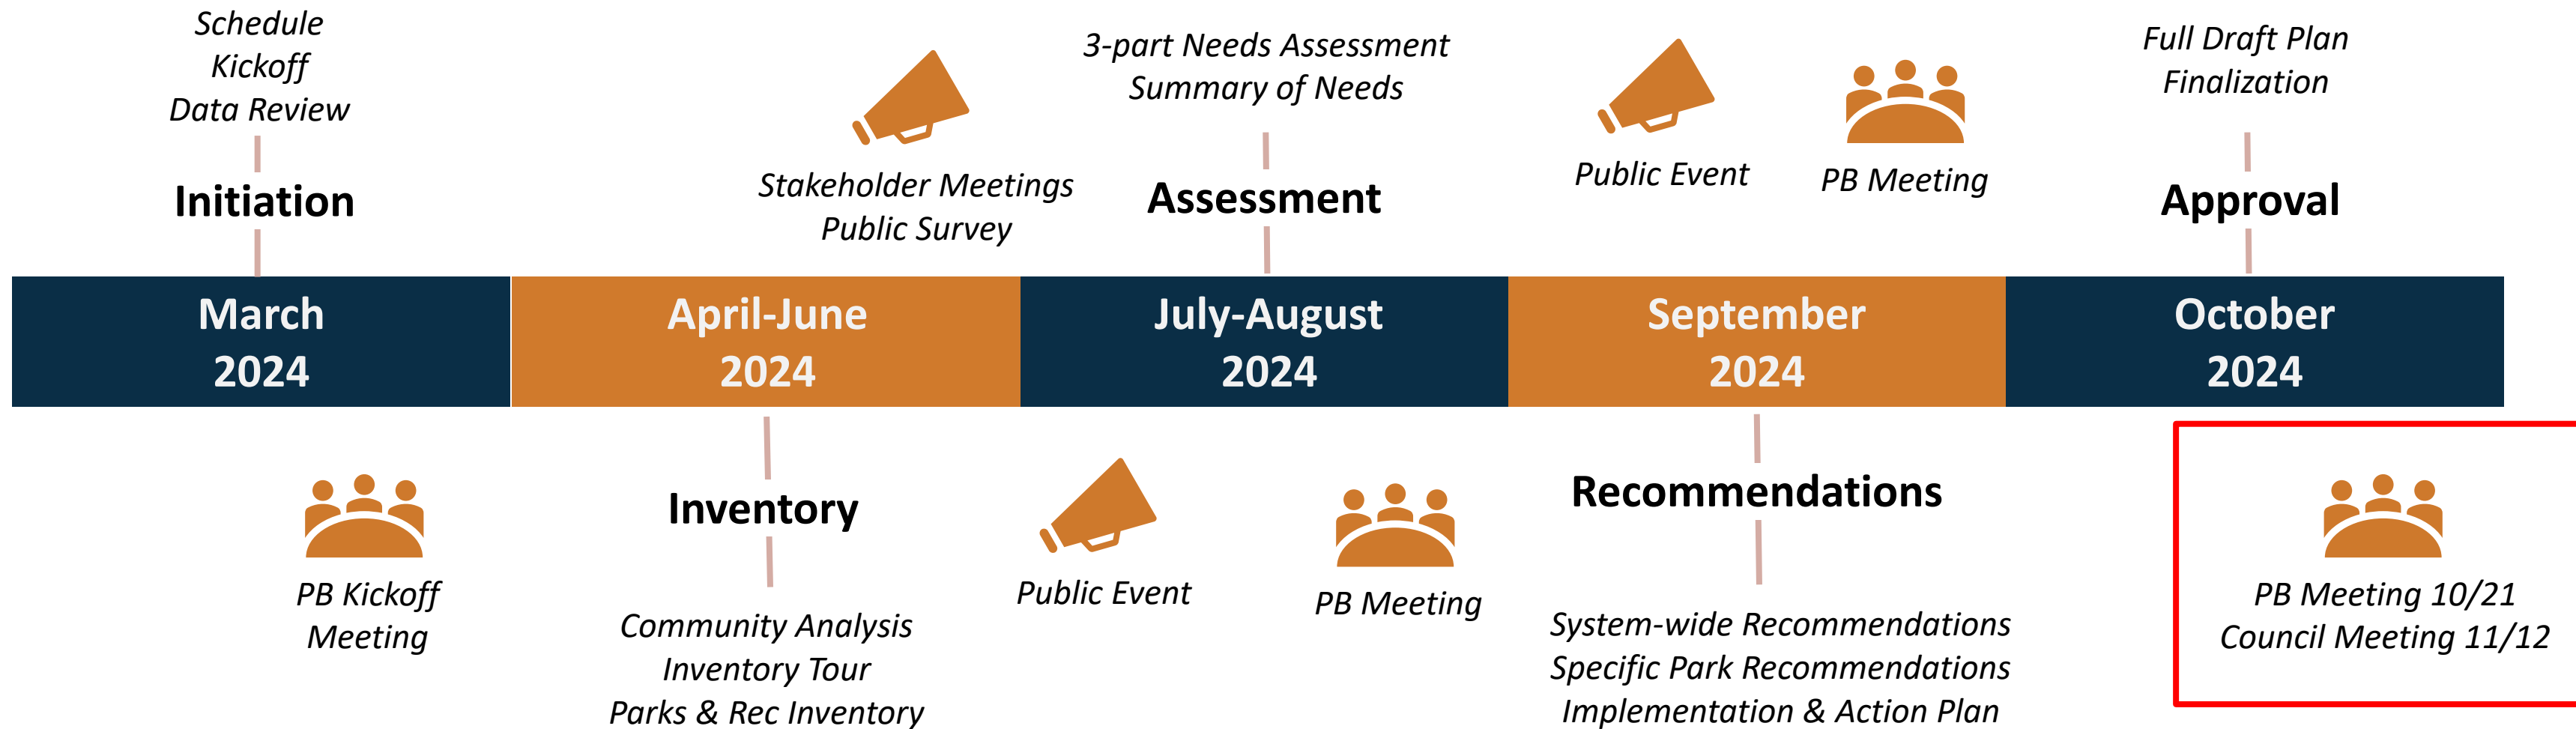 Schedule
Kickoff
Data Review
Initiation
Stakeholder Meetings
Public Survey
3-part Needs Assessment
Summary of Needs
Assessment
Public Event
PB Meeting
Full Draft Plan
Finalization
Approval
March
2024
April-June
2024
July-August
2024
September
2024
October
2024
PB Kickoff
Meeting
Inventory
Community Analysis
Inventory Tour
Parks & Rec Inventory
Public Event
PB Meeting
Recommendations
System-wide Recommendations
Specific Park Recommendations
Implementation & Action Plan
PB Meeting 10/21
Council Meeting 11/12